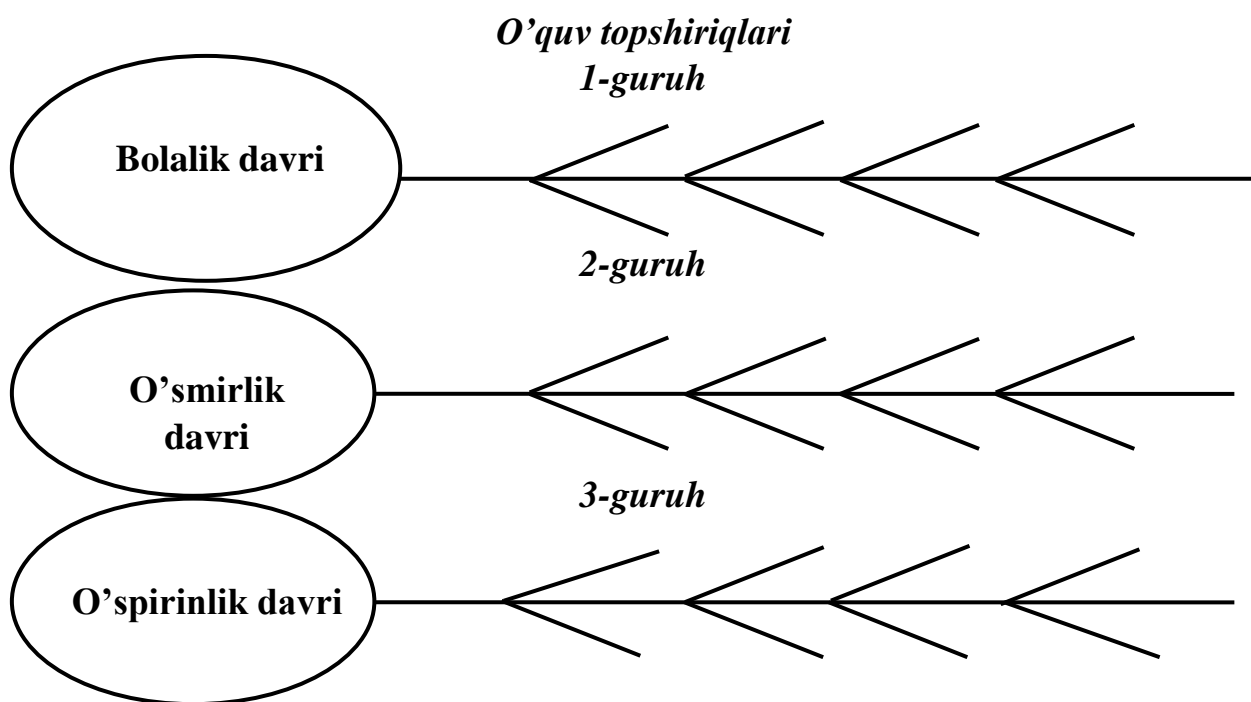 O’quv topshiriqlari
1-guruh
Bolalik davri
2-guruh
O’smirlik
davri
3-guruh
O’spirinlik davri